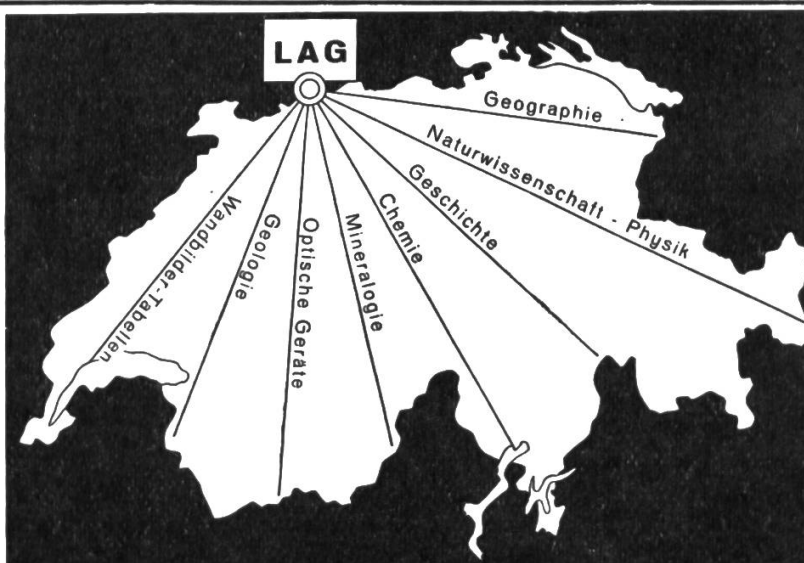 LAG
Geographie
Naturwissenschaft - Physik
Geschichte
Chemie
Mineralogie
Optische Geräte
Geologie
Wandbilder-Tabellen